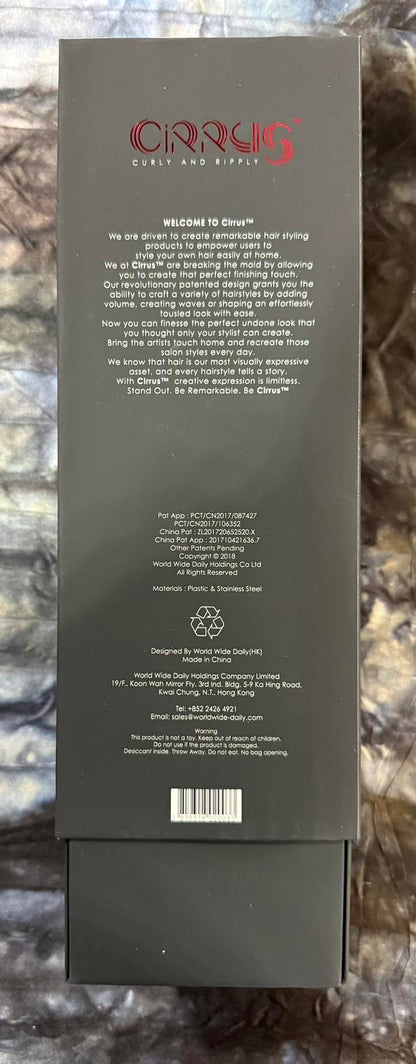 CIRRUS™
CURLY AND RIPPLY
WELCOME TO Cirrus™
We are driven to create remarkable hair styling
products to empower users to
style your own hair easily at home.
We at Cirrus™ are breaking the mold by allowing
you to create that perfect finishing touch.
Our revolutionary patented design grants you the
ability to craft a variety of hairstyles by adding
volume, creating waves or shaping an effortlessly
tousled look with ease.
Now you can finesse the perfect undone look that
you thought only your stylist can create.
Bring the artists touch home and recreate those
salon styles every day.
We know that hair is our most visually expressive
asset, and every hairstyle tells a story.
With Cirrus™ creative expression is limitless.
Stand Out. Be Remarkable. Be Cirrus™
Pat App : PCT/CN2017/087427
PCT/CN2017/106352
China Pat : ZL201720652520.X
China Pat App : 201710421636.7
Other Patents Pending
Copyright © 2018
World Wide Daily Holdings Co Ltd
All Rights Reserved
Materials : Plastic & Stainless Steel
Designed By World Wide Daily(HK)
Made in China
World Wide Daily Holdings Company Limited
19/F., Koon Wah Mirror Fty. 3rd Ind. Bldg. 5-9 Ka Hing Road,
Kwai Chung, N.T., Hong Kong
Tel: +852 2426 4921
Email: sales@worldwide-daily.com
Warning
This product is not a toy. Keep out of reach of children.
Do not use if the product is damaged.
Desiccant inside. Throw Away. Do not eat. No bag opening.